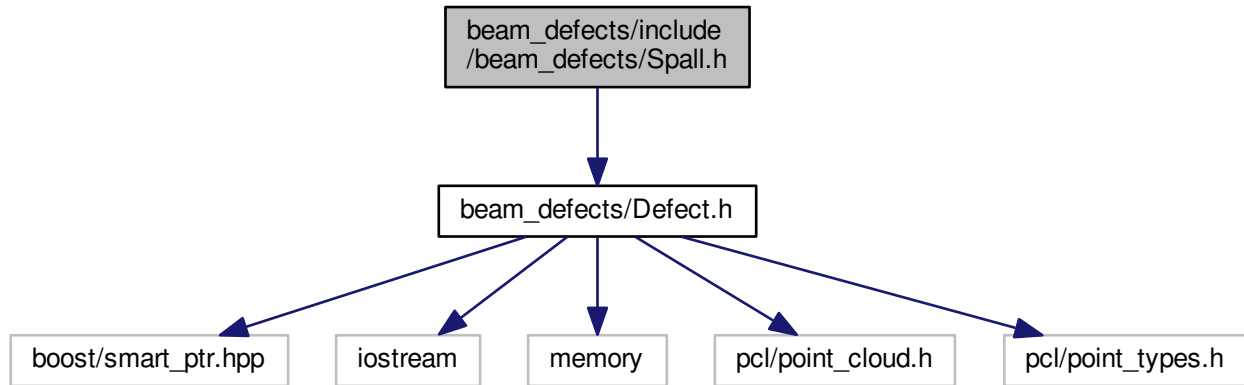 beam_defects/include
/beam_defects/Spall.h
beam_defects/Defect.h
boost/smart_ptr.hpp
iostream
memory
pcl/point_cloud.h
pcl/point_types.h